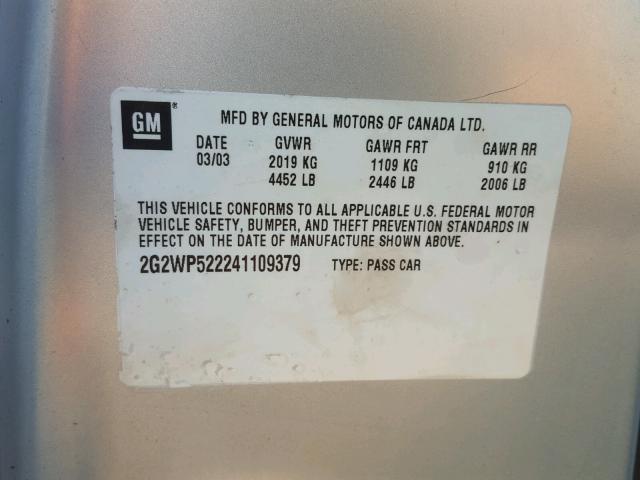 GM ®
MFD BY GENERAL MOTORS OF CANADA LTD.
DATE GVWR GAWR FRT GAWR RR
03/03 2019 KG 1109 KG 910 KG
4452 LB 2446 LB 2006 LB
THIS VEHICLE CONFORMS TO ALL APPLICABLE U.S. FEDERAL MOTOR
VEHICLE SAFETY, BUMPER, AND THEFT PREVENTION STANDARDS IN
EFFECT ON THE DATE OF MANUFACTURE SHOWN ABOVE.
2G2WP522241109379 TYPE: PASS CAR